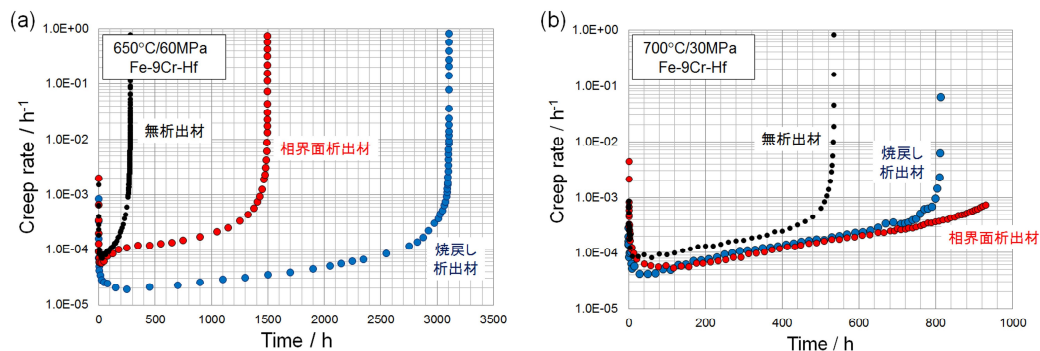 (a)
1.0E+00
1.0E-01
1.0E-02
1.0E-03
1.0E-04
1.0E-05
Creep rate / h-1
650°C/60MPa
Fe-9Cr-Hf
無析出材
相界面析出材
焼戻し
析出材
0 500 1000 1500 2000 2500 3000 3500
Time / h
(b)
1.0E+00
1.0E-01
1.0E-02
1.0E-03
1.0E-04
1.0E-05
Creep rate / h-1
700°C/30MPa
Fe-9Cr-Hf
無析出材
焼戻し
析出材
相界面析出材
0 200 400 600 800 1000
Time / h